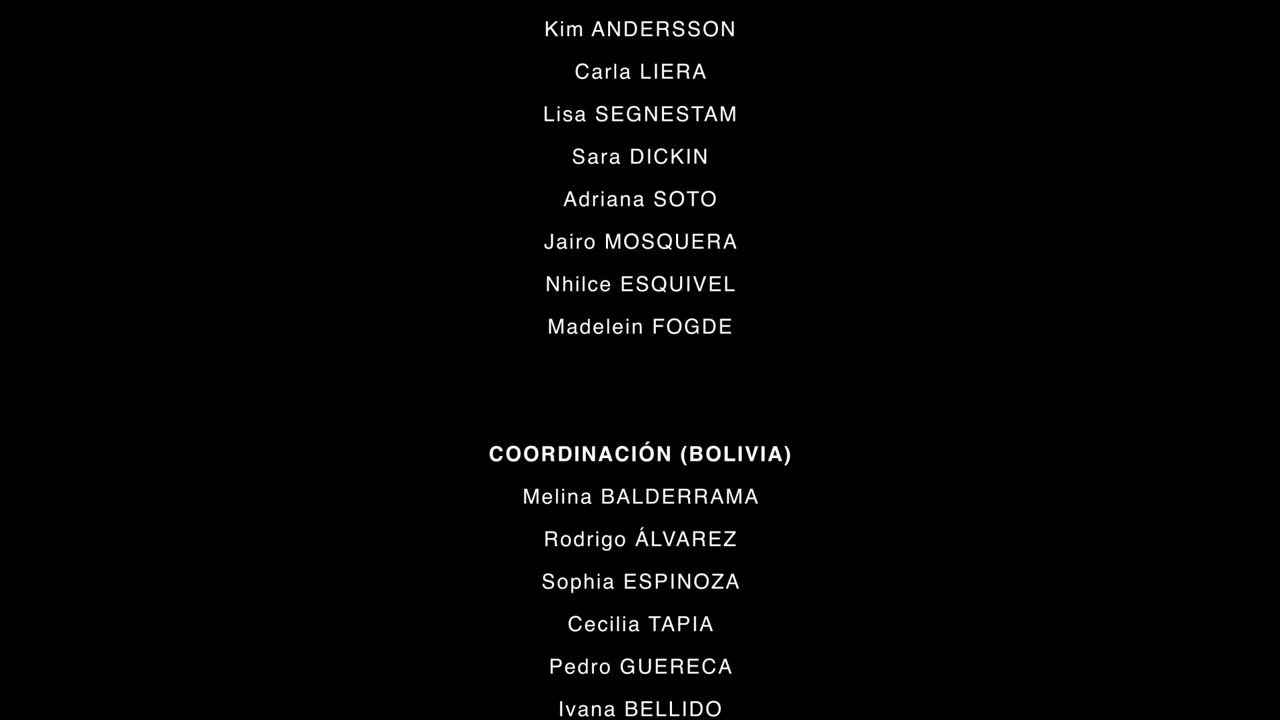 Kim ANDERSSON
Carla LIERA
Lisa SEGNESTAM
Sara DICKIN
Adriana SOTO
Jairo MOSQUERA
Nhilce ESQUIVEL
Madelein FOGDE
COORDINACIÓN (BOLIVIA)
Melina BALDERRAMA
Rodrigo ÁLVAREZ
Sophia ESPINOZA
Cecilia TAPIA
Pedro GUERECA
Ivana BELLIDO